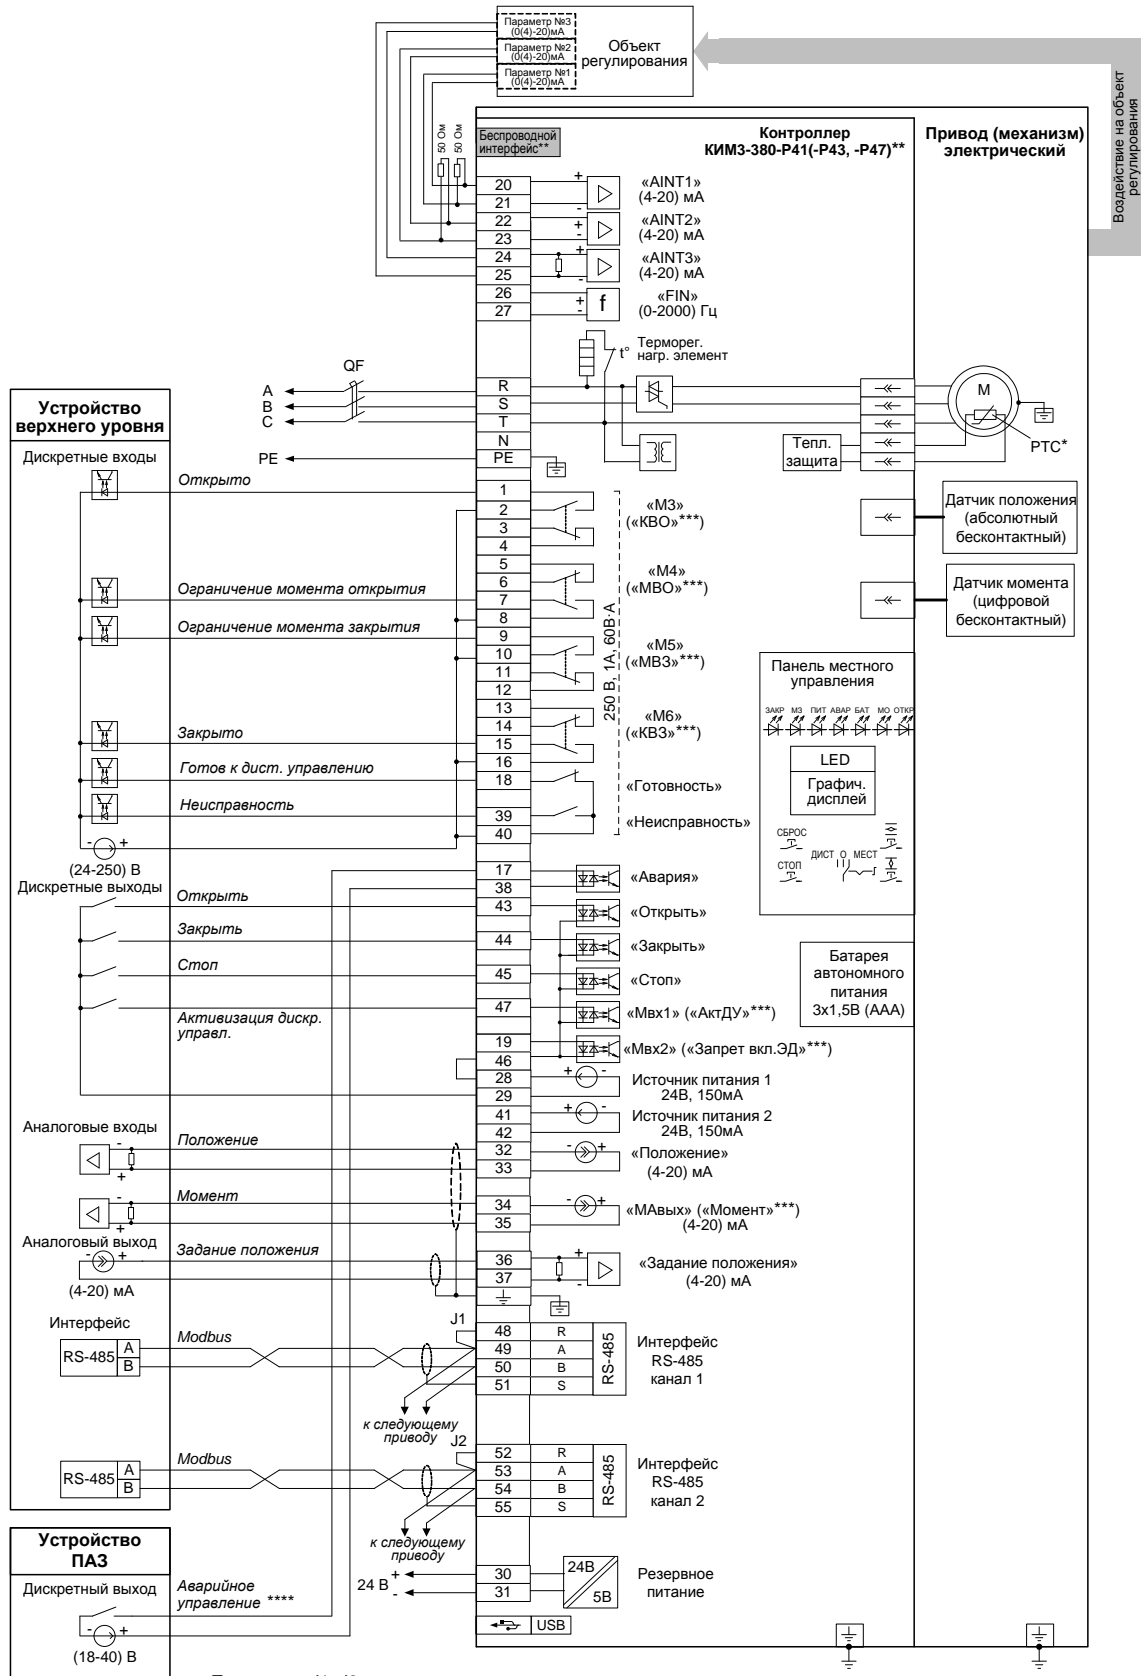 Параметр №3
(0(4)-20)мА
Параметр №2
(0(4)-20)мА
Параметр №1
(0(4)-20)мА
Объект
регулирования
Воздействие на объект
регулирования
50 Ом
50 Ом
Беспроводной
интерфейс**
Контроллер
КИМ3-380-Р41(-Р43, -Р47)**
Привод (механизм)
электрический
20
21
22
23
24
25
26
27
+
-
«AINT1»
(4-20) мА
+
-
«AINT2»
(4-20) мА
+
-
«AINT3»
(4-20) мА
+
-
f
«FIN»
(0-2000) Гц
t°
Терморег.
нагр. элемент
QF
A
B
C
PE
R
S
T
N
PE
M
PTC*
Тепл.
защита
Устройство
верхнего уровня
Дискретные входы
Открыто
Ограничение момента открытия
Ограничение момента закрытия
Закрыто
Готов к дист. управлению
Неисправность
- +
(24-250) В
1
2
3
4
5
6
7
8
9
10
11
12
13
14
15
16
18
39
40
«М3»
(«КВО»***)
«М4»
(«МВО»***)
«М5»
(«МВЗ»***)
«М6»
(«КВЗ»***)
«Готовность»
«Неисправность»
250 В, 1А, 60В·А
Датчик положения
(абсолютный
бесконтактный)
Датчик момента
(цифровой
бесконтактный)
Панель местного
управления
ЗАКР МЗ ПИТ АВАР БАТ МО ОТКР
LED
Графич.
дисплей
СБРОС
СТОП
ДИСТ О МЕСТ
Батарея
автономного
питания
3х1,5В (ААА)
Дискретные выходы
Открыть
Закрыть
Стоп
Активизация дискр.
управл.
17
38
43
44
45
47
19
46
28
29
41
42
32
33
34
35
36
37
«Авария»
«Открыть»
«Закрыть»
«Стоп»
«Мвх1» («АктДУ»***)
«Мвх2» («Запрет вкл.ЭД»***)
+ -
Источник питания 1
24В, 150мА
+ -
Источник питания 2
24В, 150мА
- +
«Положение»
(4-20) мА
- +
«МАвых» («Момент»***)
(4-20) мА
+
-
«Задание положения»
(4-20) мА
Аналоговые входы
-
+
Положение
-
+
Момент
Аналоговый выход
- +
Задание положения
(4-20) мА
Интерфейс
RS-485
A
B
Modbus
J1
48 R
49 A
50 B
51 S
RS-485
Интерфейс
RS-485
канал 1
к следующему
приводу
RS-485
A
B
Modbus
J2
52 R
53 A
54 B
55 S
RS-485
Интерфейс
RS-485
канал 2
к следующему
приводу
24 В
+
-
30
31
24В
5В
Резервное
питание
USB
Устройство
ПАЗ
Дискретный выход
Аварийное
управление ****
- +
(18-40) В